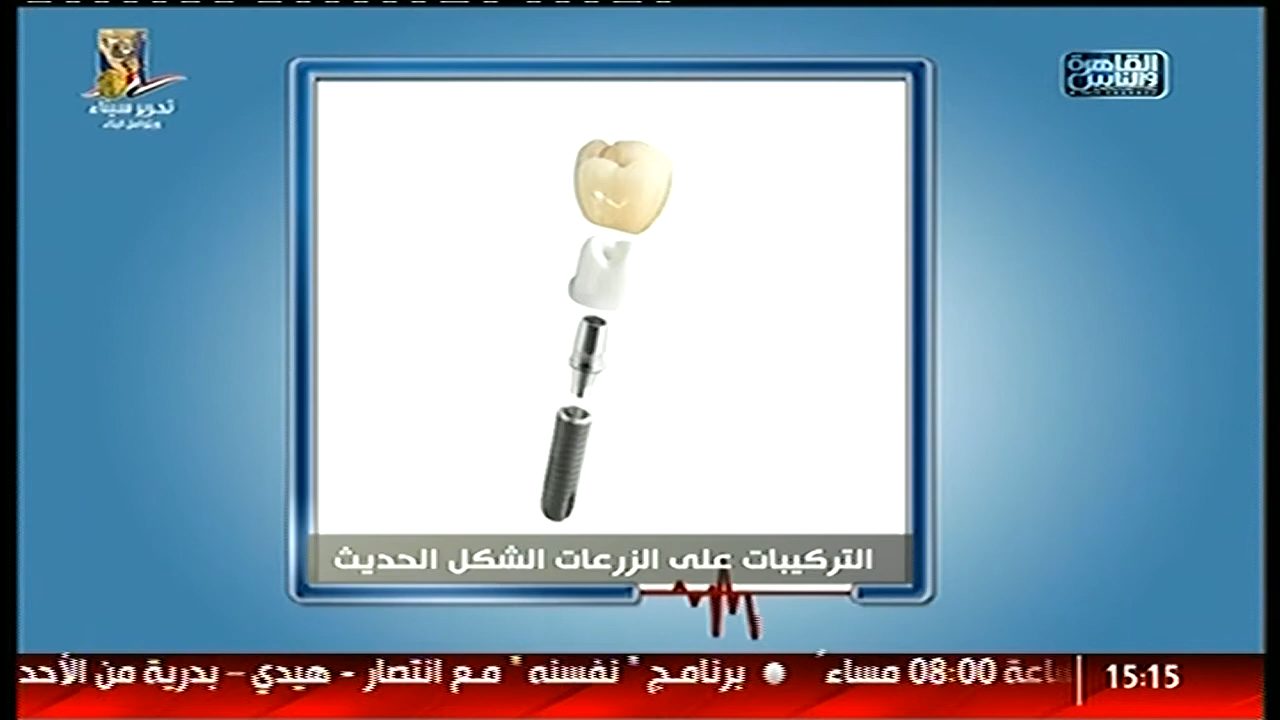 القاهرة
والناس
تحرير سيناء
التركيبات على الزرعات الشكل الحديث
08:00 مساءً ● برنامج " نفسنه " مع انتصار - هيدي – بدرية من الأحد
15:15